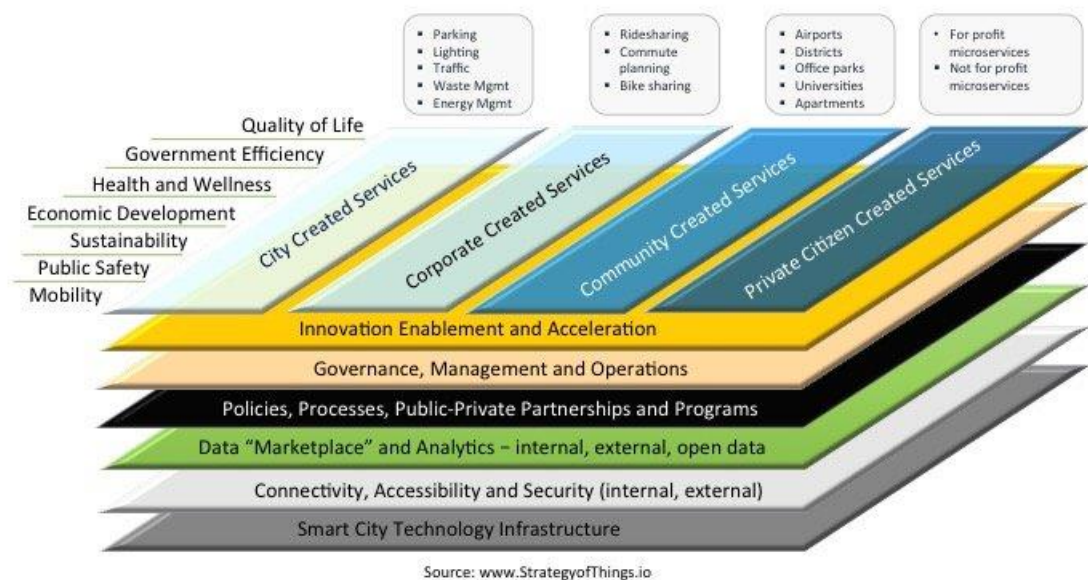 ▪ Parking
▪ Lighting
▪ Traffic
▪ Waste Mgmt
▪ Energy Mgmt
▪ Ridesharing
▪ Commute
planning
▪ Bike sharing
▪ Airports
▪ Districts
▪ Office parks
▪ Universities
▪ Apartments
• For profit
microservices
▪ Not for profit
microservices
Quality of Life
Government Efficiency
Health and Wellness
Economic Development
Sustainability
Public Safety
Mobility
City Created Services
Corporate Created Services
Community Created Services
Private Citizen Created Services
Innovation Enablement and Acceleration
Governance, Management and Operations
Policies, Processes, Public-Private Partnerships and Programs
Data “Marketplace” and Analytics – internal, external, open data
Connectivity, Accessibility and Security (internal, external)
Smart City Technology Infrastructure
Source: www.StrategyofThings.io